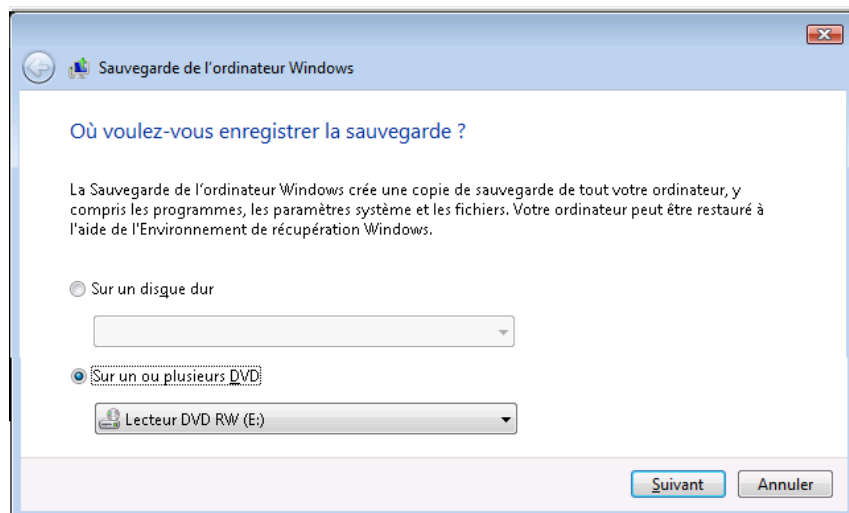 Sauvegarde de l'ordinateur Windows
Où voulez-vous enregistrer la sauvegarde ?
La Sauvegarde de l'ordinateur Windows crée une copie de sauvegarde de tout votre ordinateur, y
compris les programmes, les paramètres système et les fichiers. Votre ordinateur peut être restauré à
l'aide de l'Environnement de récupération Windows.
Sur un disque dur
Sur un ou plusieurs DVD
Lecteur DVD RW (E:)
Suivant Annuler